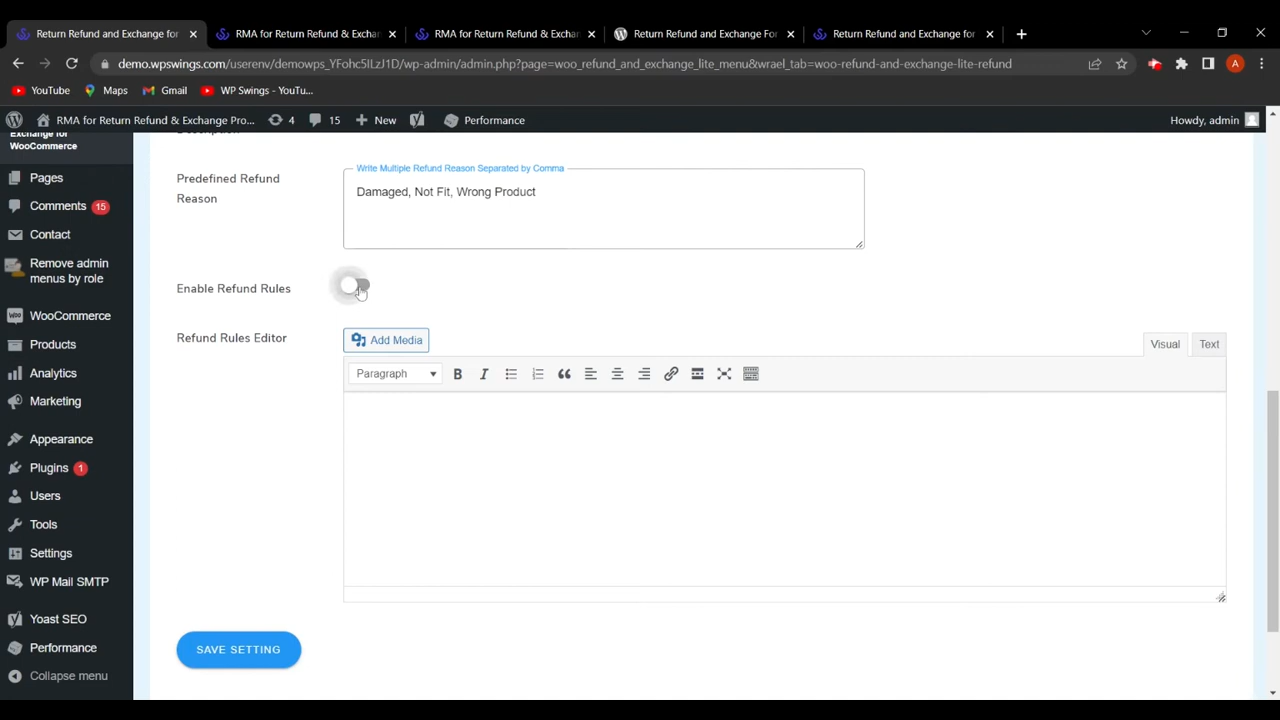 Return Refund and Exchange for
RMA for Return Refund & Exchan
RMA for Return Refund & Exchan
Return Refund and Exchange For
Return Refund and Exchange for
demo.wpswings.com/userenv/demowps_YFohc5ILzJ1D/wp-admin/admin.php?page=woo_refund_and_exchange_lite_menu&wrael_tab=woo-refund-and-exchange-lite-refund
A
YouTube
Maps
Gmail
WP Swings - YouTu...
RMA for Return Refund & Exchange Pro...
4
15
New
Performance
Howdy, admin
Exchange for
WooCommerce
Description
Pages
Comments 15
Contact
Remove admin
menus by role
WooCommerce
Products
Analytics
Marketing
Appearance
Plugins 1
Users
Tools
Settings
WP Mail SMTP
Yoast SEO
Performance
Collapse menu
Predefined Refund
Reason
Write Multiple Refund Reason Separated by Comma
Damaged, Not Fit, Wrong Product
Enable Refund Rules
Refund Rules Editor
Add Media
Visual
Text
Paragraph
B
I
SAVE SETTING